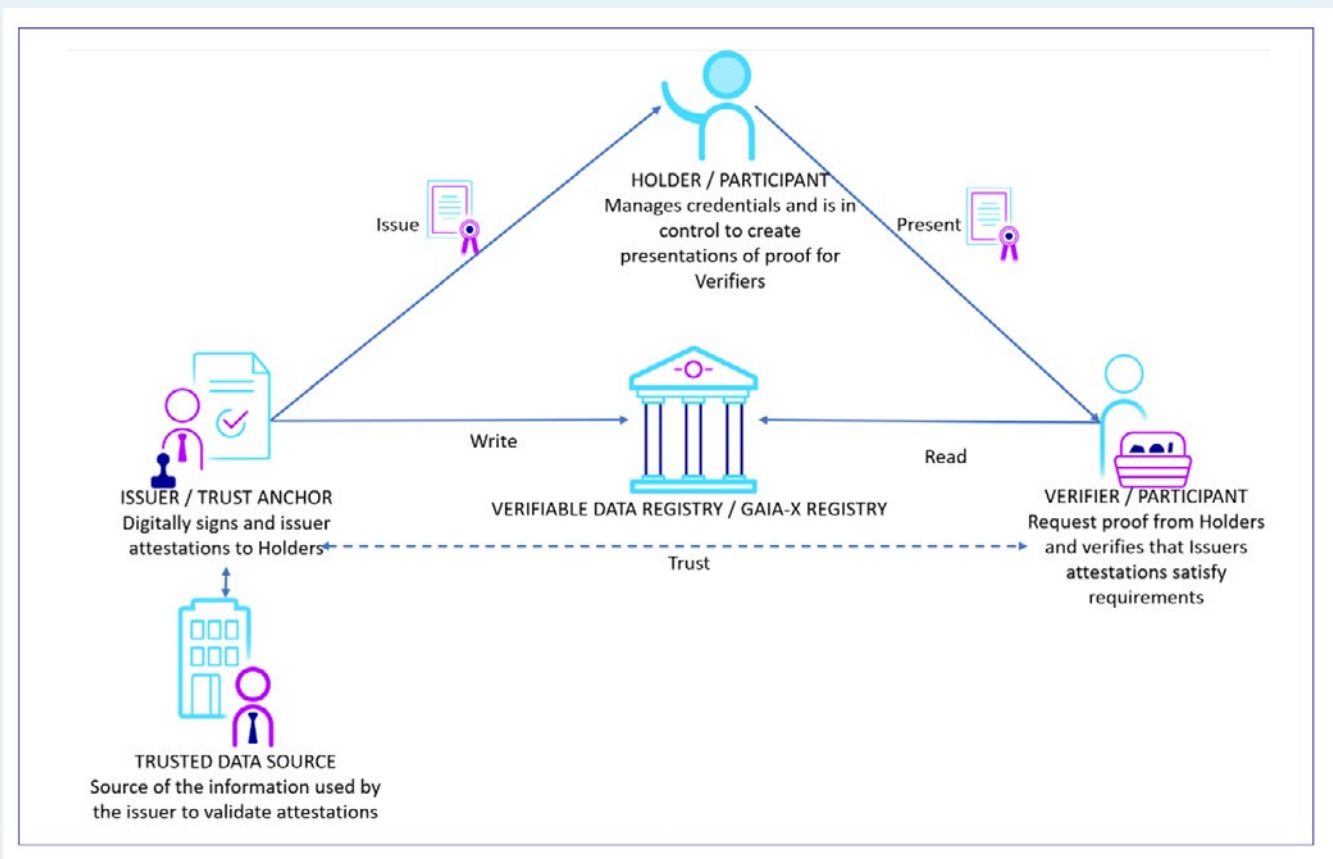 HOLDER / PARTICIPANT
Manages credentials and is in
control to create
presentations of proof for
Verifiers
Issue
Present
Write
Read
VERIFIABLE DATA REGISTRY / GAIA-X REGISTRY
ISSUER / TRUST ANCHOR
Digitally signs and issuer
attestations to Holders
Trust
VERIFIER / PARTICIPANT
Request proof from Holders
and verifies that Issuers
attestations satisfy
requirements
TRUSTED DATA SOURCE
Source of the information used by
the issuer to validate attestations